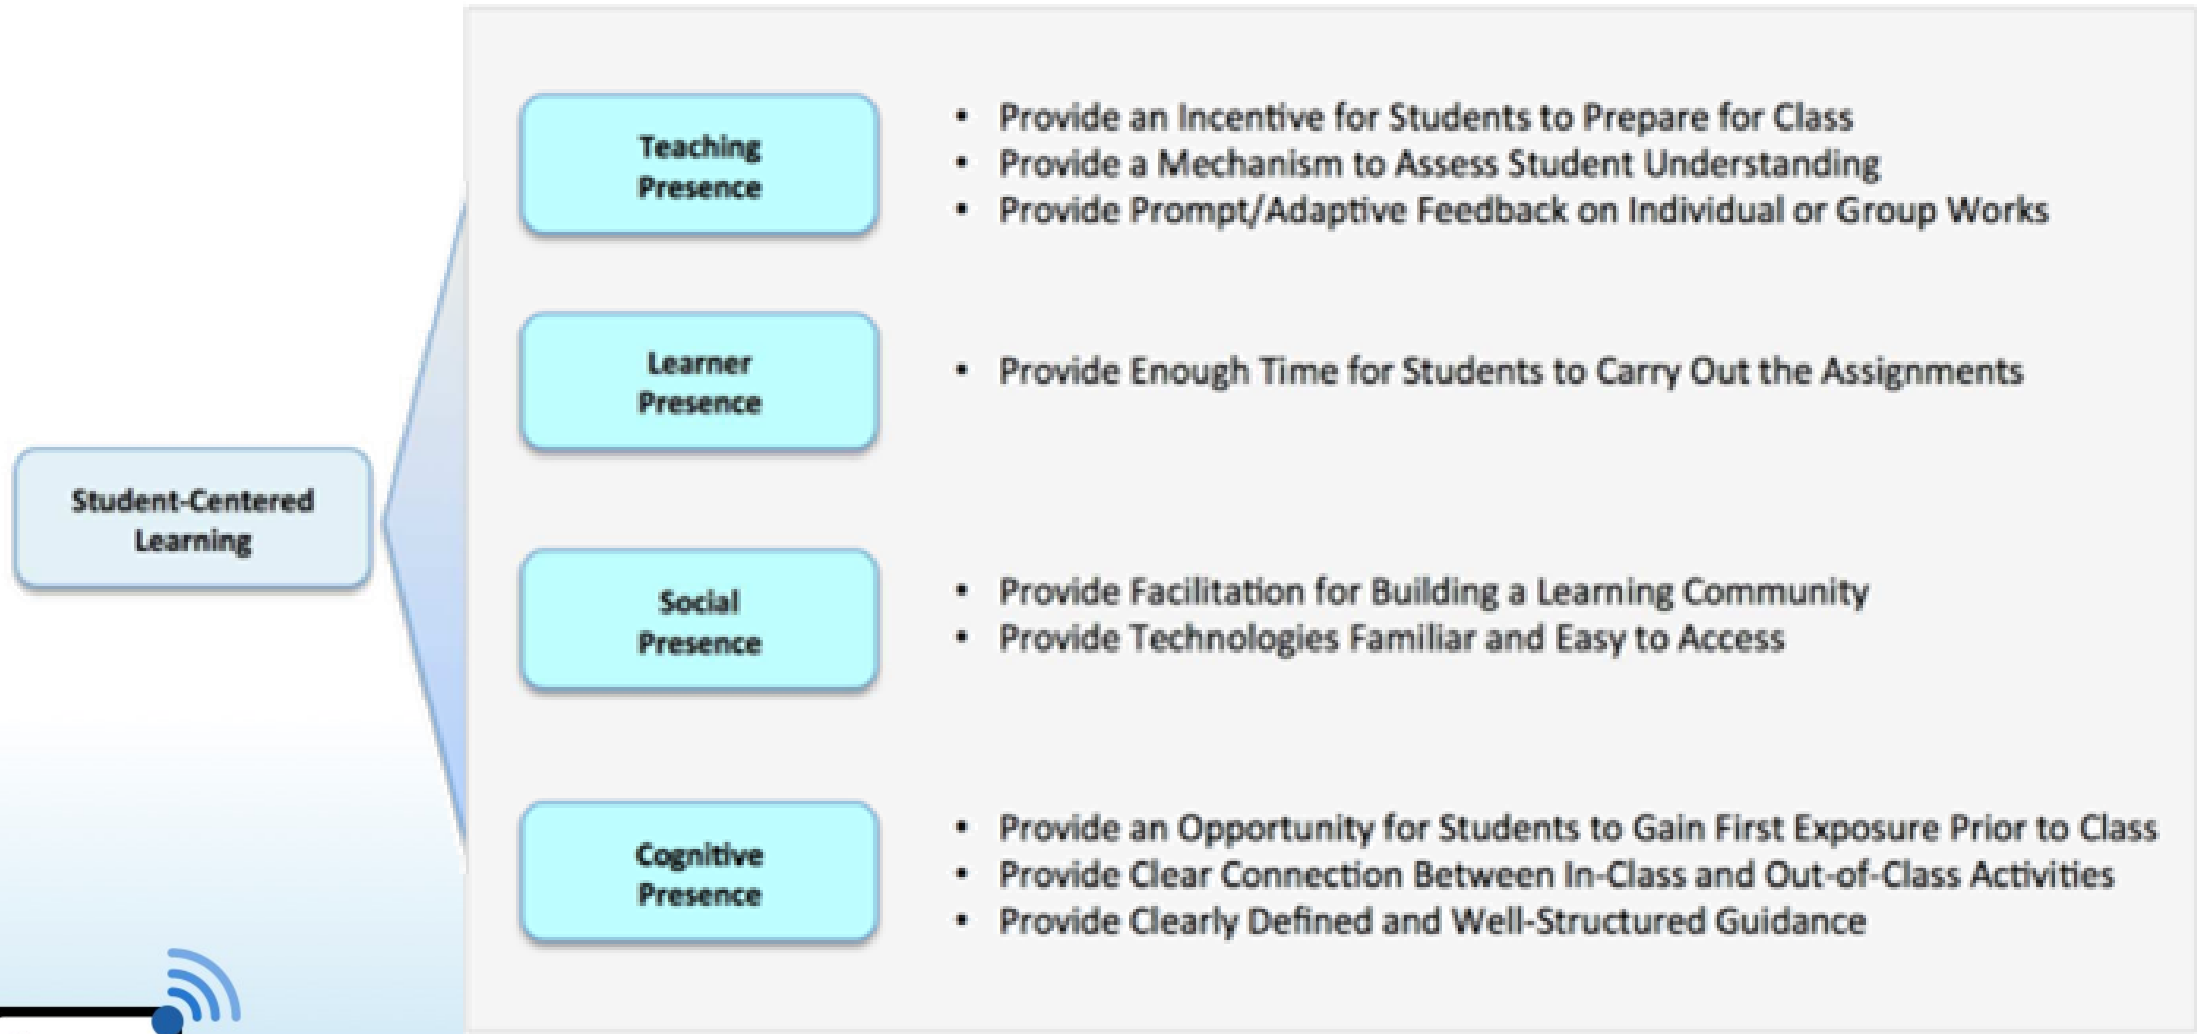 Teaching
Presence
• Provide an Incentive for Students to Prepare for Class
• Provide a Mechanism to Assess Student Understanding
• Provide Prompt/Adaptive Feedback on Individual or Group Works
Learner
Presence
• Provide Enough Time for Students to Carry Out the Assignments
Student-Centered
Learning
Social
Presence
• Provide Facilitation for Building a Learning Community
• Provide Technologies Familiar and Easy to Access
Cognitive
Presence
• Provide an Opportunity for Students to Gain First Exposure Prior to Class
• Provide Clear Connection Between In-Class and Out-of-Class Activities
• Provide Clearly Defined and Well-Structured Guidance